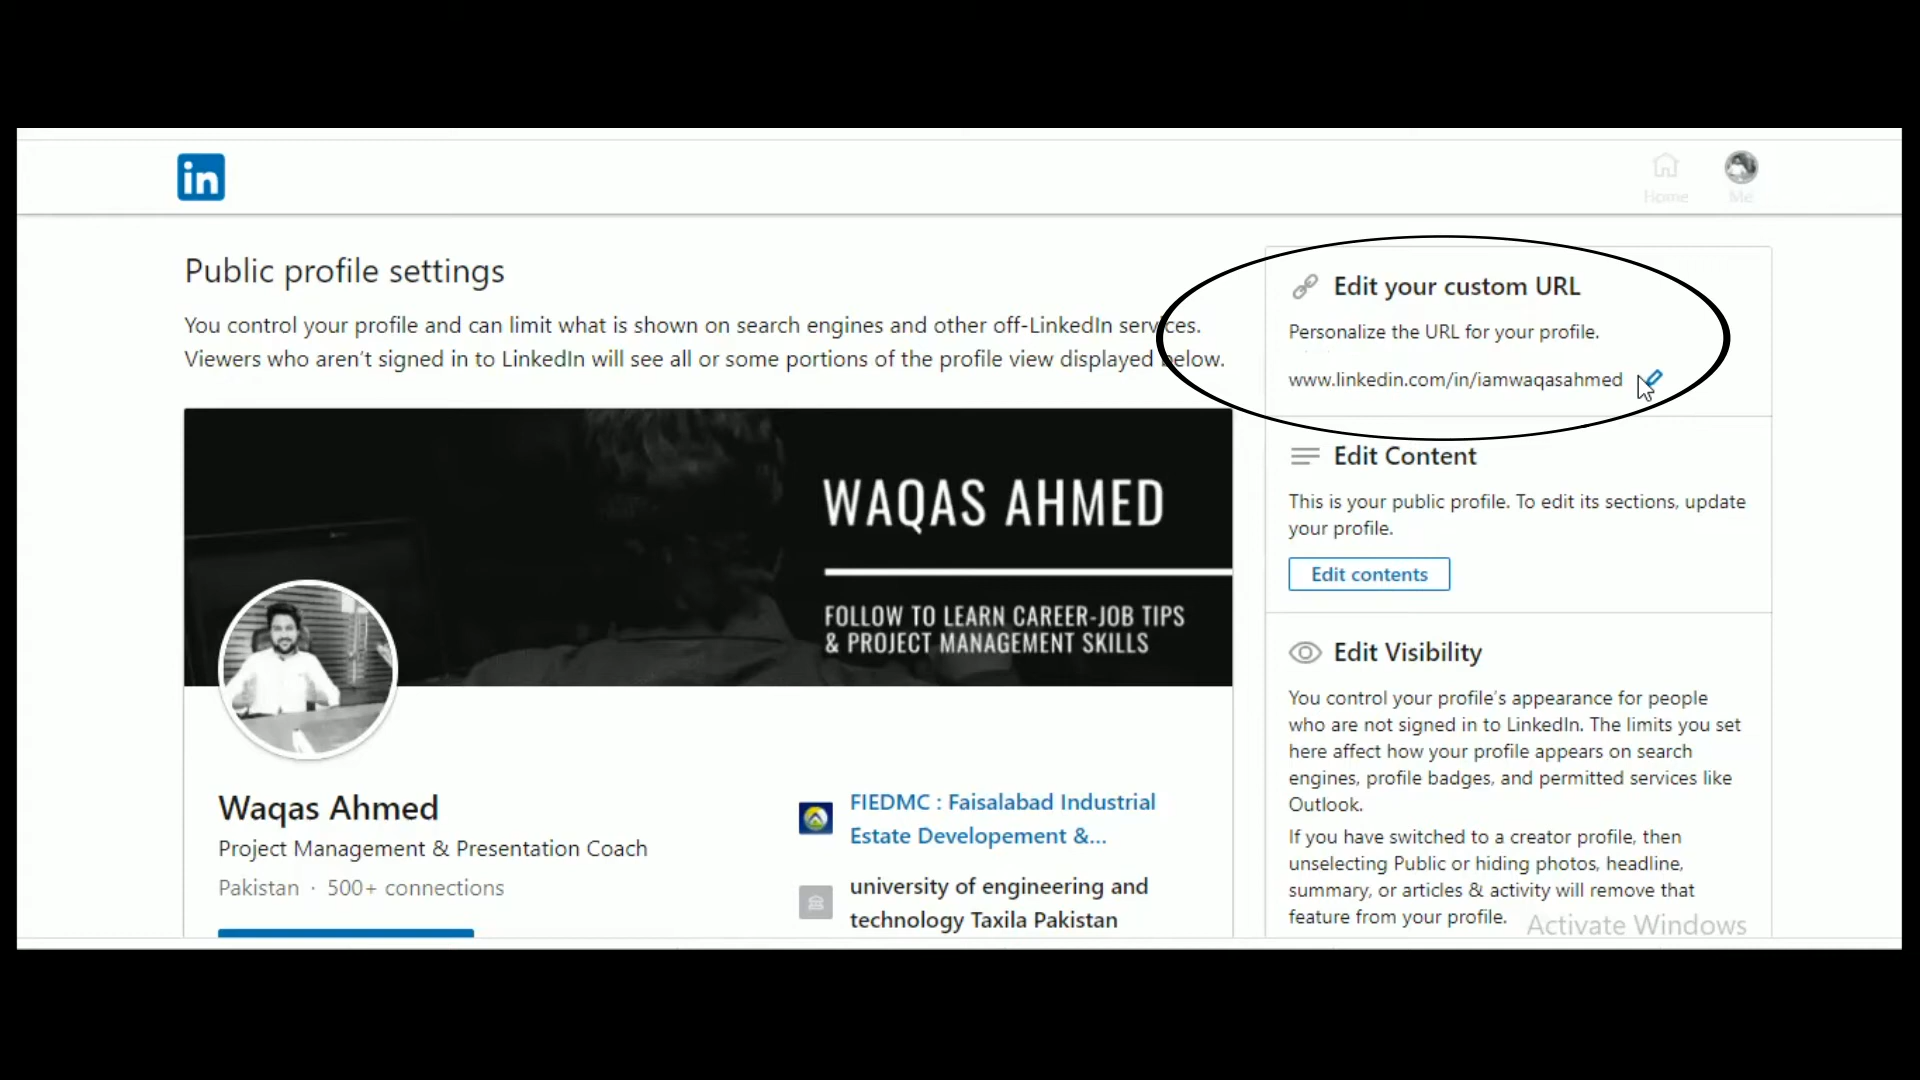 in
Home
Me
Public profile settings
You control your profile and can limit what is shown on search engines and other off-LinkedIn services.
Viewers who aren't signed in to LinkedIn will see all or some portions of the profile view displayed below.
WAQAS AHMED
FOLLOW TO LEARN CAREER-JOB TIPS
& PROJECT MANAGEMENT SKILLS
Waqas Ahmed
Project Management & Presentation Coach
Pakistan · 500+ connections
FIEDMC : Faisalabad Industrial
Estate Developement &...
university of engineering and
technology Taxila Pakistan
Edit your custom URL
Personalize the URL for your profile.
www.linkedin.com/in/iamwaqasahmed
Edit Content
This is your public profile. To edit its sections, update
your profile.
Edit contents
Edit Visibility
You control your profile's appearance for people
who are not signed in to LinkedIn. The limits you set
here affect how your profile appears on search
engines, profile badges, and permitted services like
Outlook.
If you have switched to a creator profile, then
unselecting Public or hiding photos, headline,
summary, or articles & activity will remove that
feature from your profile.
Activate Windows